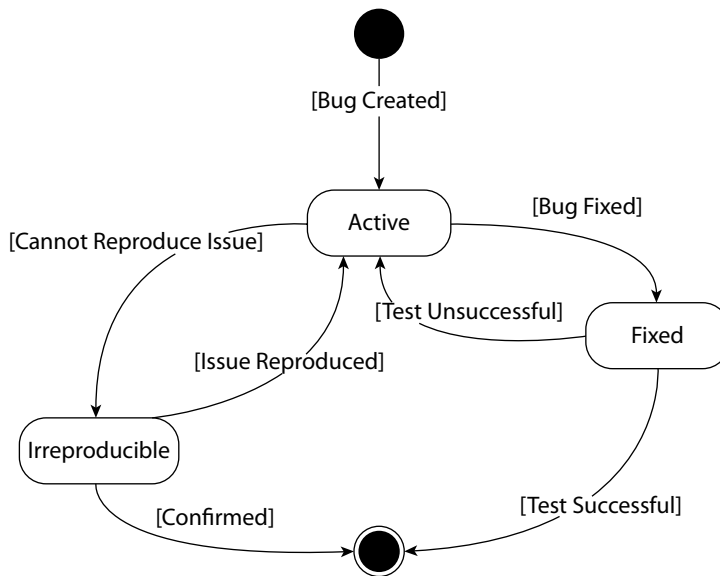 [Bug Created]
Active
[Bug Fixed]
[Cannot Reproduce Issue]
[Test Unsuccessful]
Fixed
[Issue Reproduced]
Irreproducible
[Test Successful]
[Confirmed]